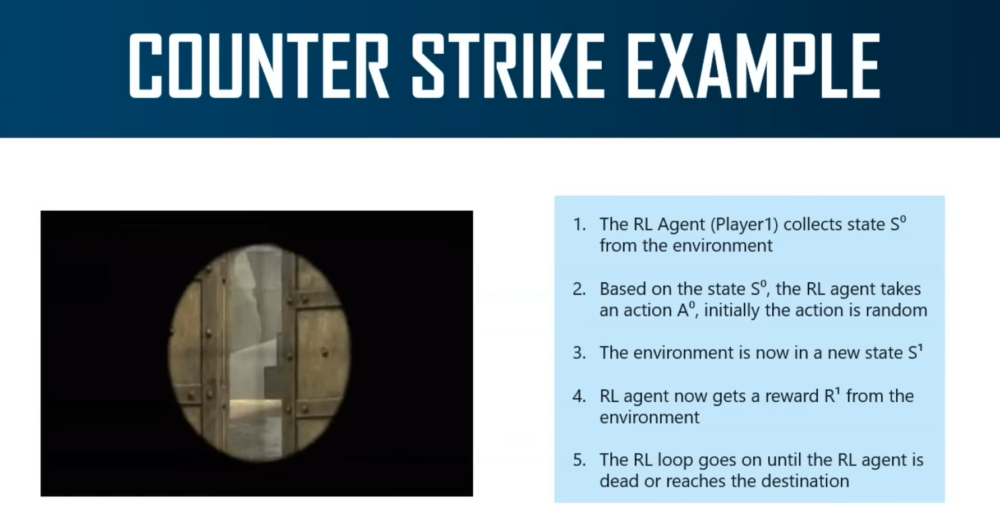 COUNTER STRIKE EXAMPLE
1. The RL Agent (Player1) collects state S⁰
from the environment
2. Based on the state S⁰, the RL agent takes
an action A⁰, initially the action is random
3. The environment is now in a new state S¹
4. RL agent now gets a reward R¹ from the
environment
5. The RL loop goes on until the RL agent is
dead or reaches the destination